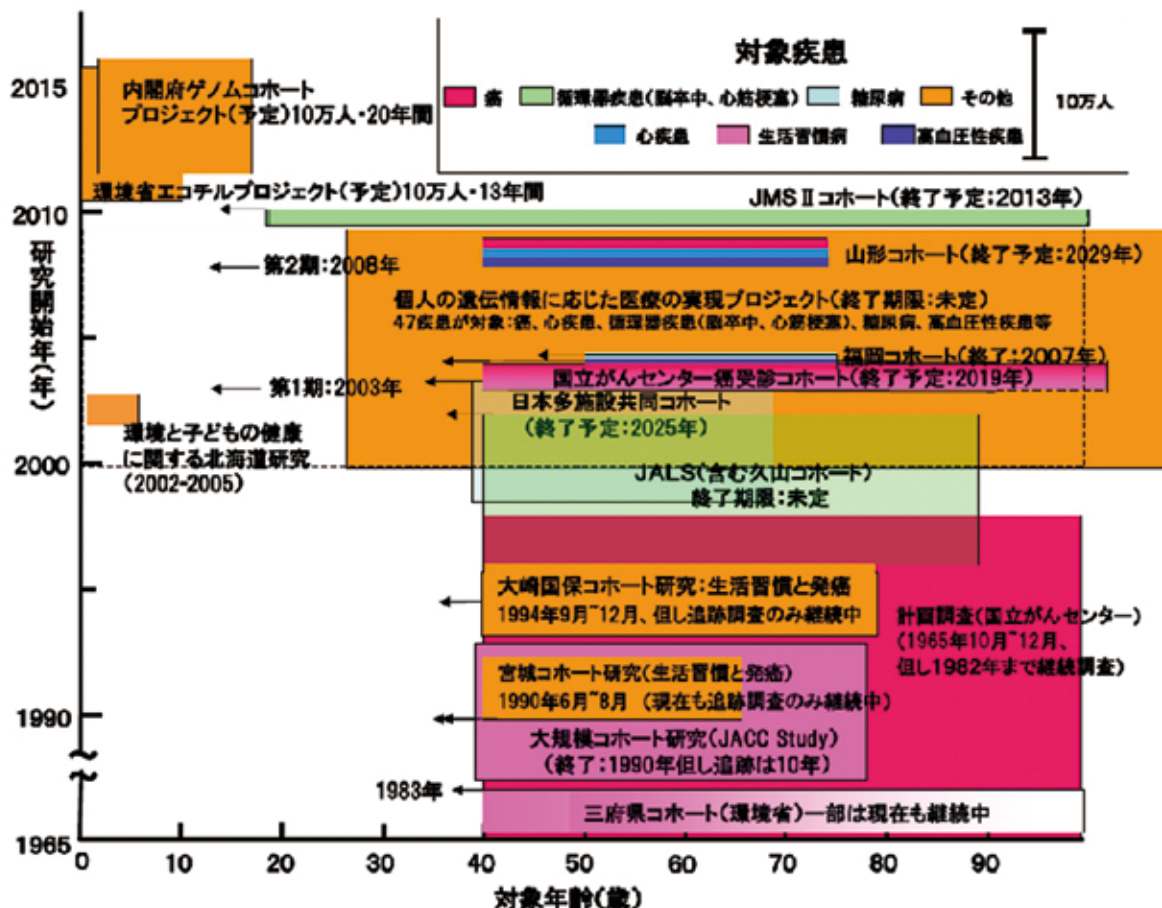 対象疾患
癌
循環器疾患(脳卒中、心筋梗塞)
糖尿病
その他
心疾患
生活習慣病
高血圧性疾患
10万人
研究開始年(年)
2015
2010
2000
1990
1965
内閣府ゲノムコホート
プロジェクト(予定)10万人・20年間
環境省エコチルプロジェクト(予定)10万人・13年間
JMSⅡコホート(終了予定:2013年)
第2期:2008年
山形コホート(終了予定:2029年)
個人の遺伝情報に応じた医療の実現プロジェクト(終了期限:未定)
47疾患が対象:癌、心疾患、循環器疾患(脳卒中、心筋梗塞)、糖尿病、高血圧性疾患等
福岡コホート(終了:2007年)
第1期:2003年
国立がんセンター癌受診コホート(終了予定:2019年)
日本多施設共同コホート
(終了予定:2025年)
環境と子どもの健康
に関する北海道研究
(2002-2005)
JALS(含む久山コホート)
終了期限:未定
大崎国保コホート研究:生活習慣と発癌
1994年9月~12月、但し追跡調査のみ継続中
計画調査(国立がんセンター)
(1965年10月~12月、
但し1982年まで継続調査)
宮城コホート研究(生活習慣と発癌)
1990年6月~8月 (現在も追跡調査のみ継続中)
大規模コホート研究(JACC Study)
(終了:1990年但し追跡は10年)
1983年
三府県コホート(環境省)一部は現在も継続中
0 10 20 30 40 50 60 70 80 90
対象年齢(歳)